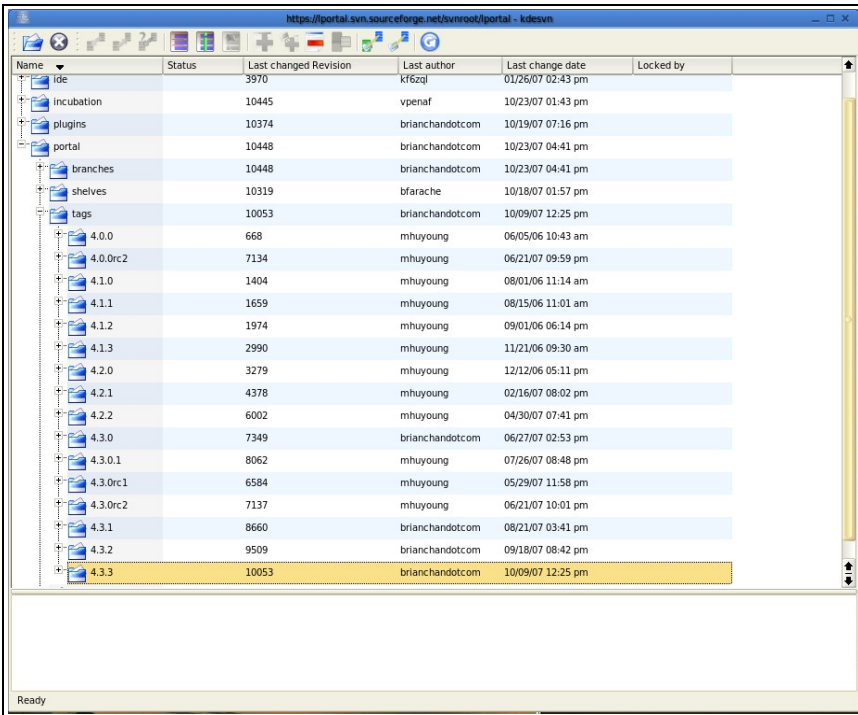 https://lportal.svn.sourceforge.net/svnroot/lportal - kdesvn
Name Status Last changed Revision Last author Last change date Locked by
ide 3970 kf6zql 01/26/07 02:43 pm
incubation 10445 vpenaf 10/23/07 01:43 pm
plugins 10374 brianchandotcom 10/19/07 07:16 pm
portal 10448 brianchandotcom 10/23/07 04:41 pm
branches 10448 brianchandotcom 10/23/07 04:41 pm
shelves 10319 bfarache 10/18/07 01:57 pm
tags 10053 brianchandotcom 10/09/07 12:25 pm
4.0.0 668 mhuyoung 06/05/06 10:43 am
4.0.0rc2 7134 mhuyoung 06/21/07 09:59 pm
4.1.0 1404 mhuyoung 08/01/06 11:14 am
4.1.1 1659 mhuyoung 08/15/06 11:01 am
4.1.2 1974 mhuyoung 09/01/06 06:14 pm
4.1.3 2990 mhuyoung 11/21/06 09:30 am
4.2.0 3279 mhuyoung 12/12/06 05:11 pm
4.2.1 4378 mhuyoung 02/16/07 08:02 pm
4.2.2 6002 mhuyoung 04/30/07 07:41 pm
4.3.0 7349 brianchandotcom 06/27/07 02:53 pm
4.3.0.1 8062 mhuyoung 07/26/07 08:48 pm
4.3.0rc1 6584 mhuyoung 05/29/07 11:58 pm
4.3.0rc2 7137 mhuyoung 06/21/07 10:01 pm
4.3.1 8660 brianchandotcom 08/21/07 03:41 pm
4.3.2 9509 brianchandotcom 09/18/07 08:42 pm
4.3.3 10053 brianchandotcom 10/09/07 12:25 pm
Ready